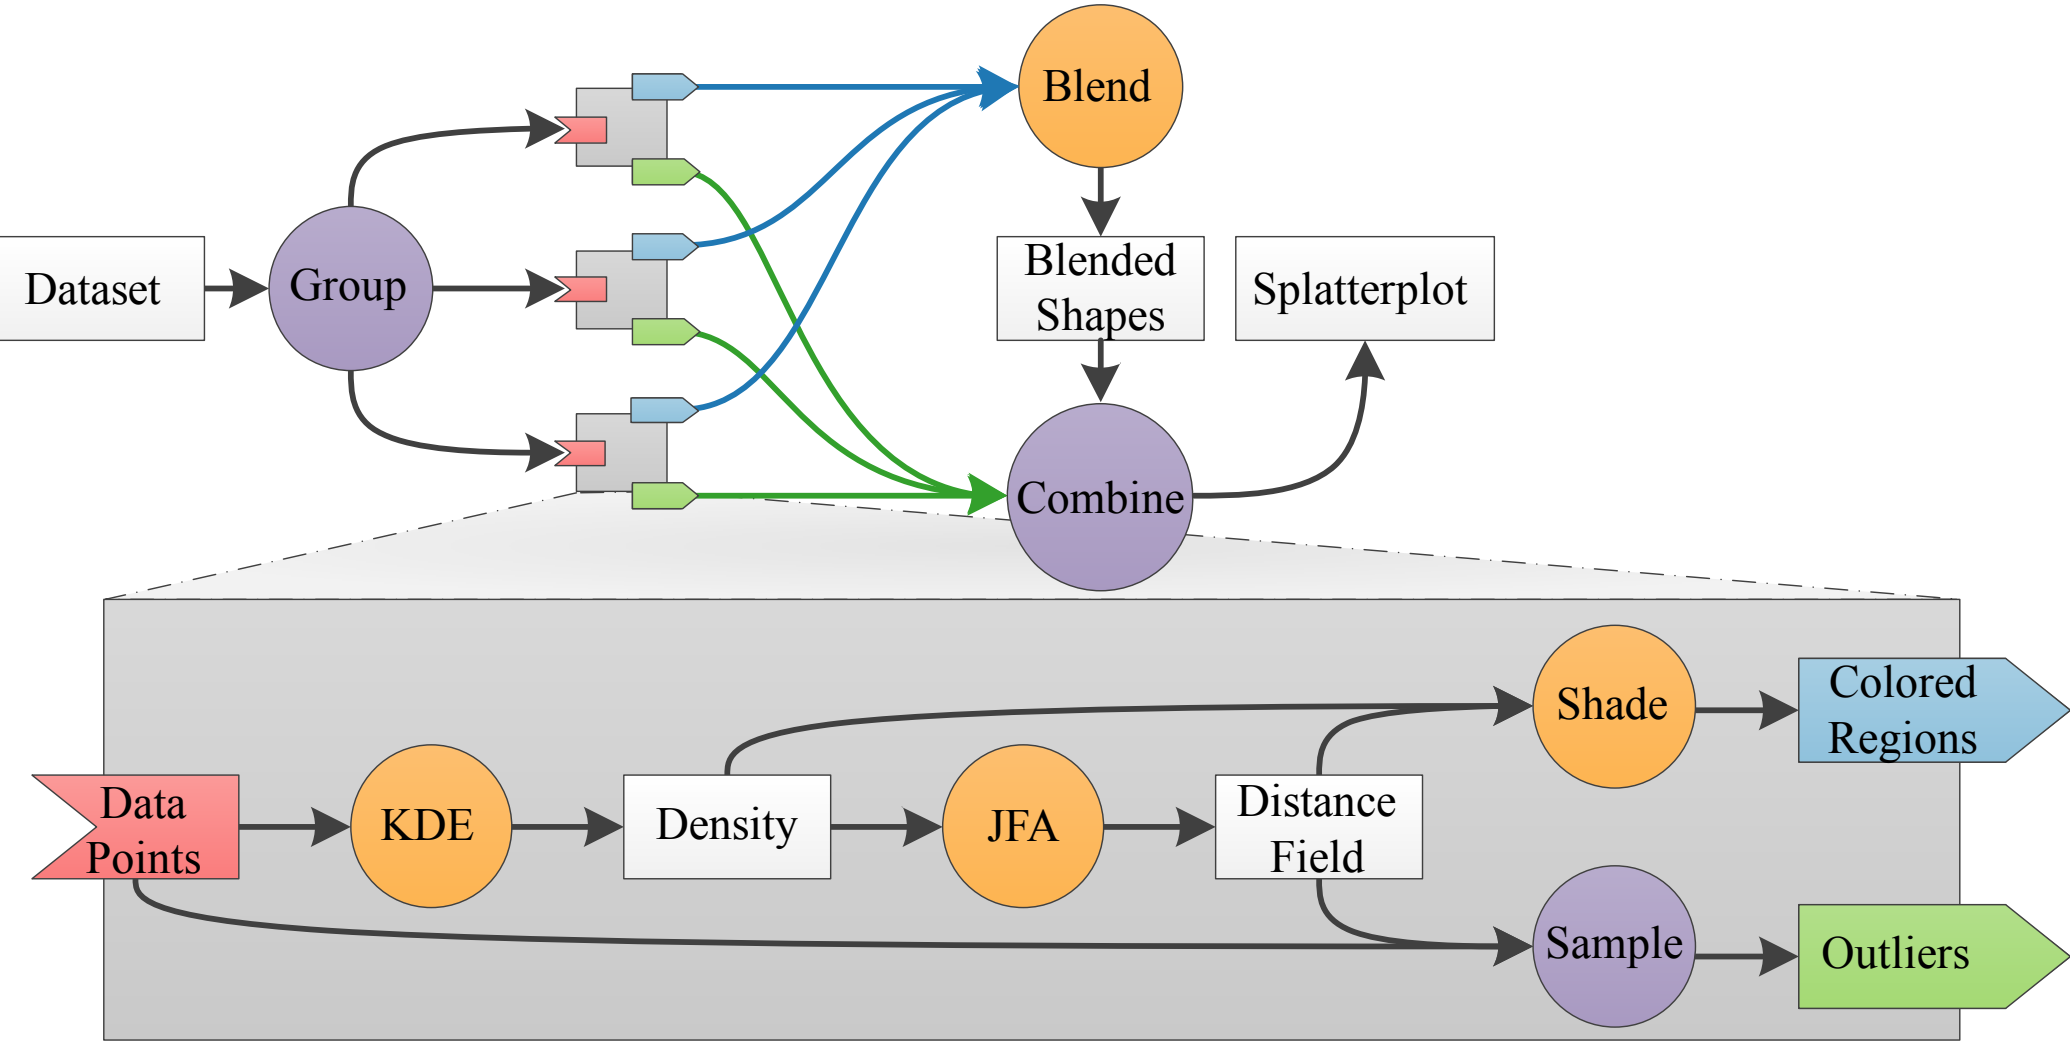 Blend
Dataset
Group
Blended
Shapes
Splatterplot
Combine
Shade
Colored
Regions
Data
Points
KDE
Density
JFA
Distance
Field
Sample
Outliers